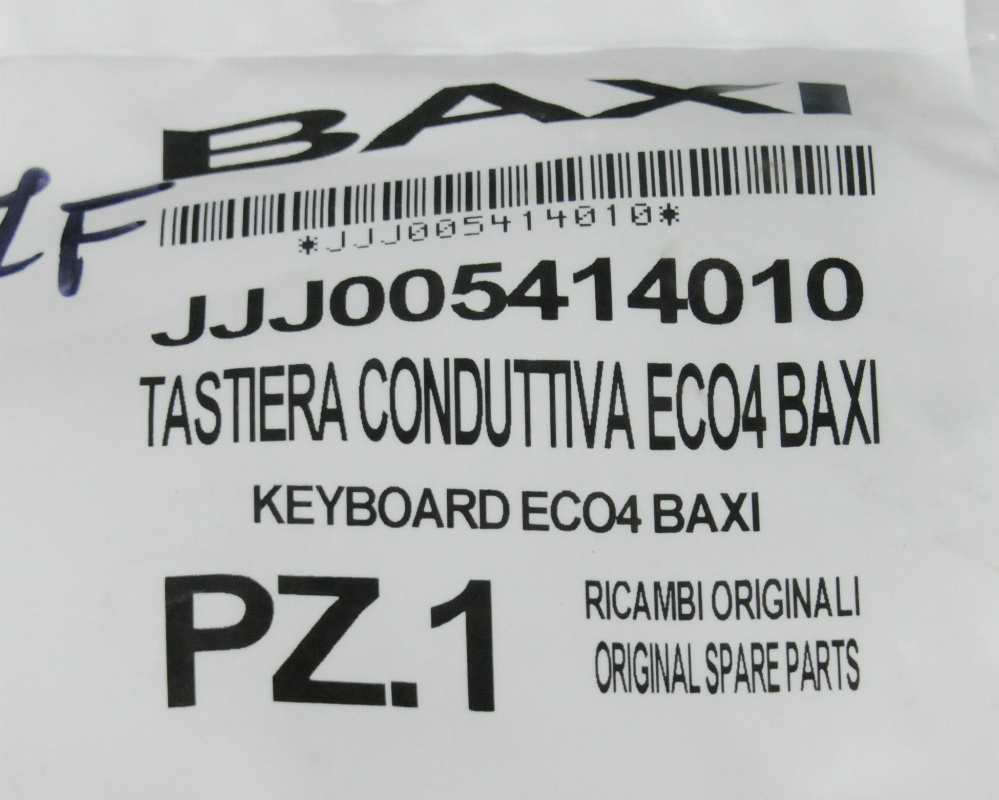 BAXI
*JJJ005414010*
JJJ005414010
TASTIERA CONDUTTIVA ECO4 BAXI
KEYBOARD ECO4 BAXI
PZ.1
RICAMBI ORIGINALI
ORIGINAL SPARE PARTS